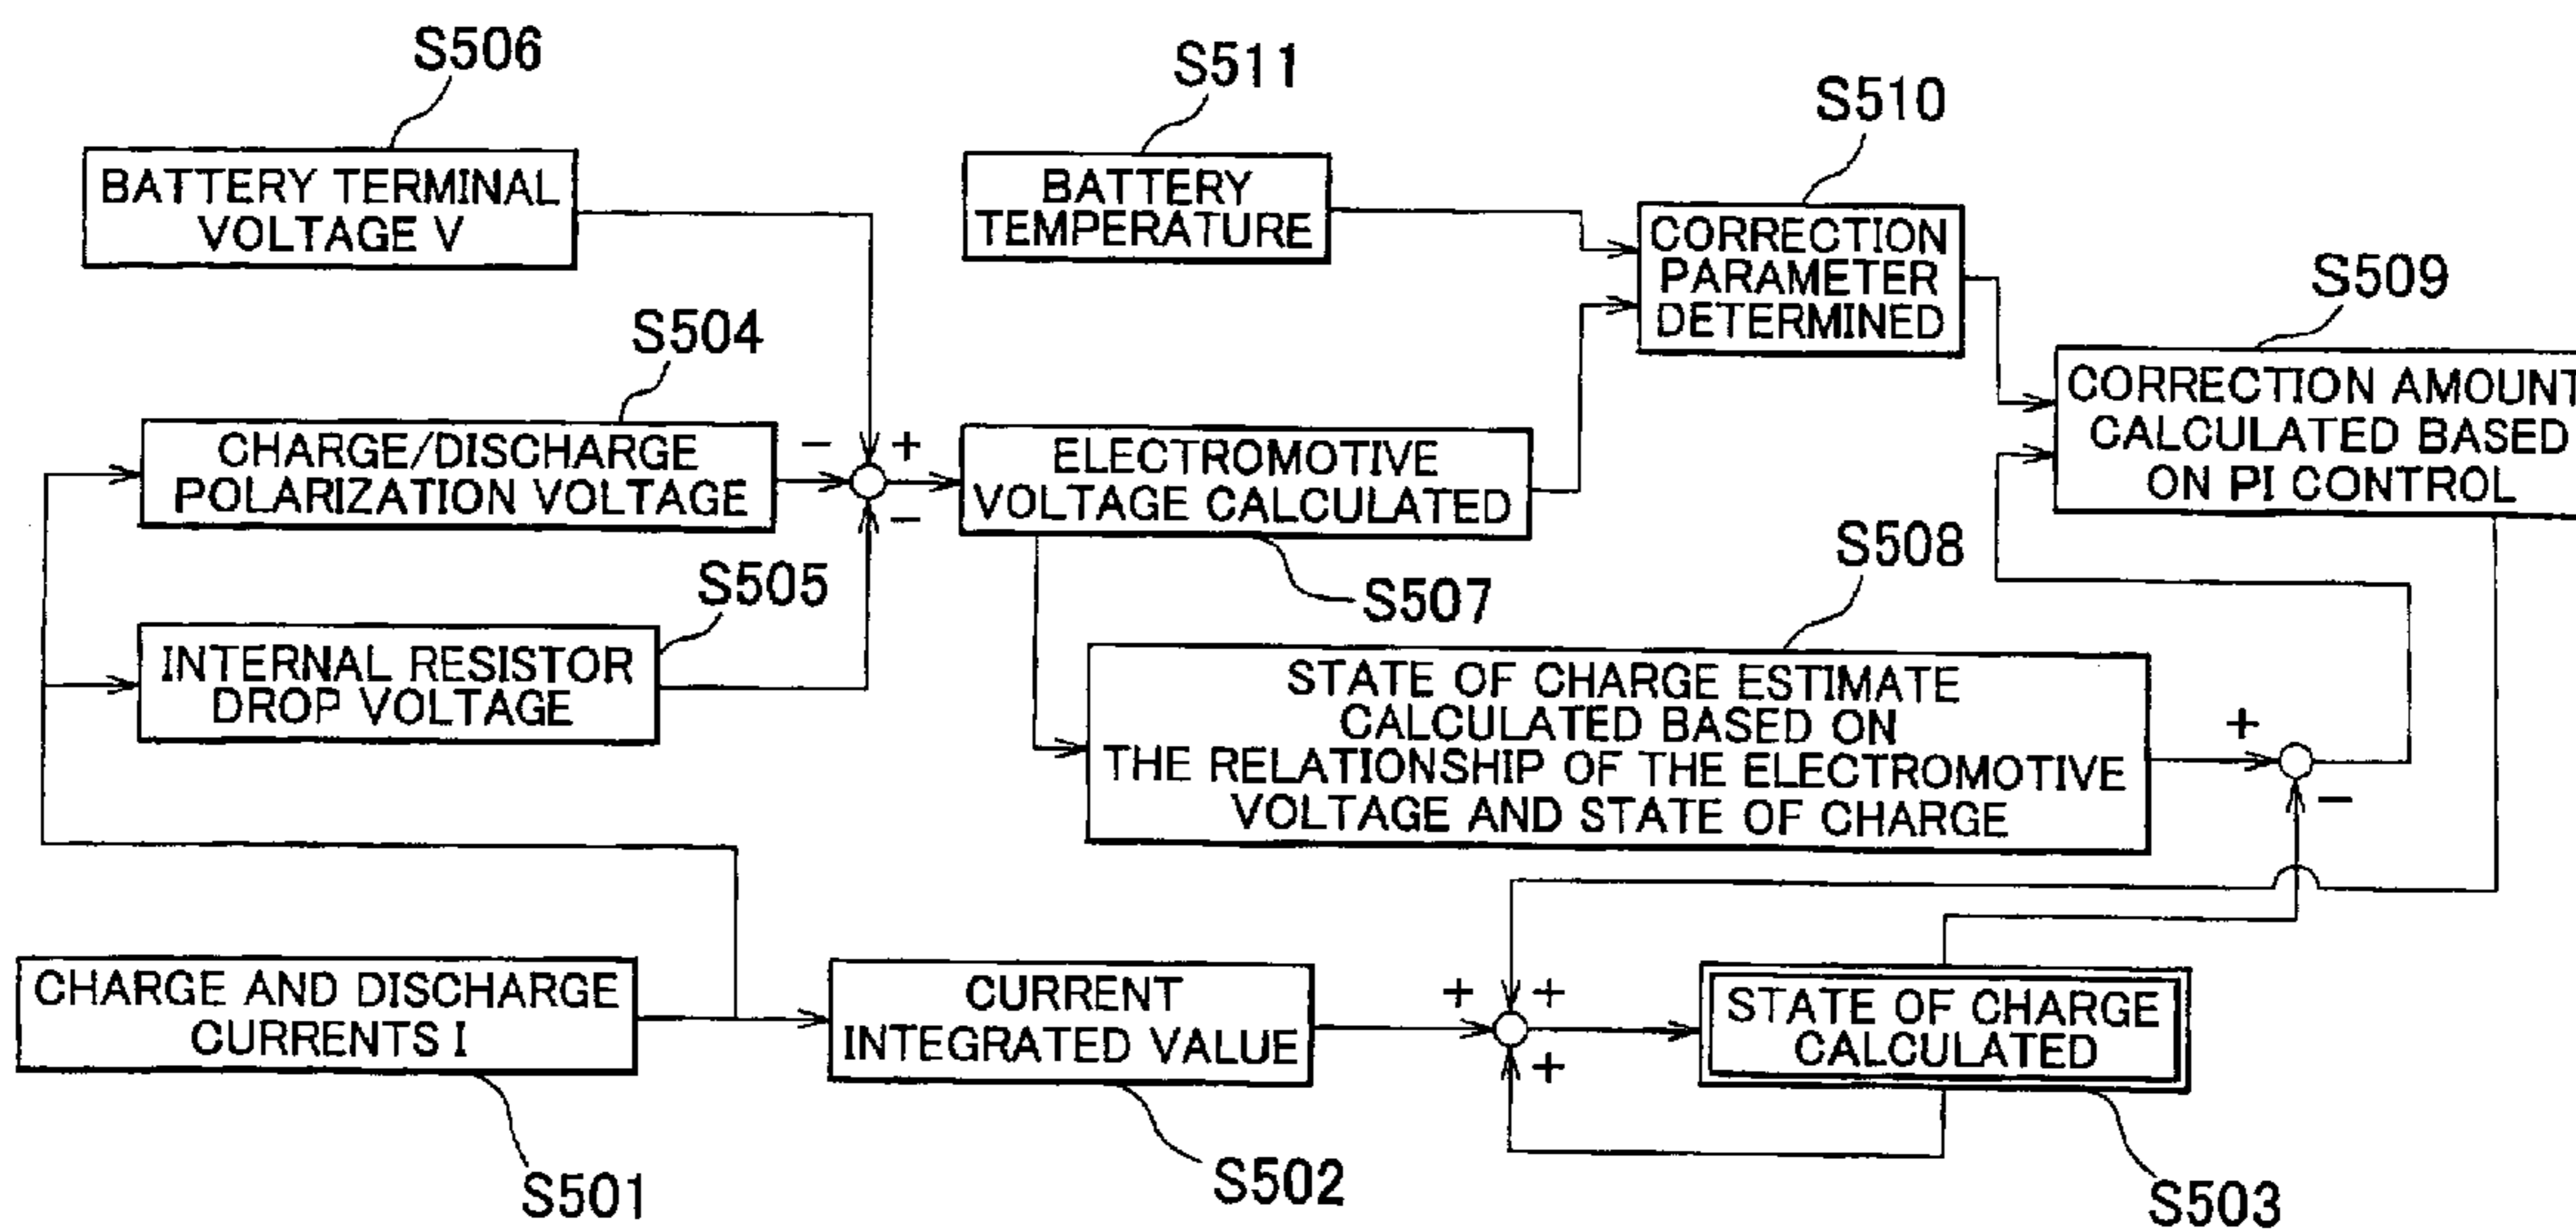 S506
BATTERY TERMINAL
VOLTAGE V
S511
BATTERY
TEMPERATURE
S510
CORRECTION
PARAMETER
DETERMINED
S509
CORRECTION AMOUNT
CALCULATED BASED
ON PI CONTROL
S504
CHARGE/DISCHARGE
POLARIZATION VOLTAGE
− +
−
ELECTROMOTIVE
VOLTAGE CALCULATED
S507
S505
INTERNAL RESISTOR
DROP VOLTAGE
S508
STATE OF CHARGE ESTIMATE
CALCULATED BASED ON
THE RELATIONSHIP OF THE ELECTROMOTIVE
VOLTAGE AND STATE OF CHARGE
+
−
CHARGE AND DISCHARGE
CURRENTS I
S501
CURRENT
INTEGRATED VALUE
S502
+ +
+
STATE OF CHARGE
CALCULATED
S503